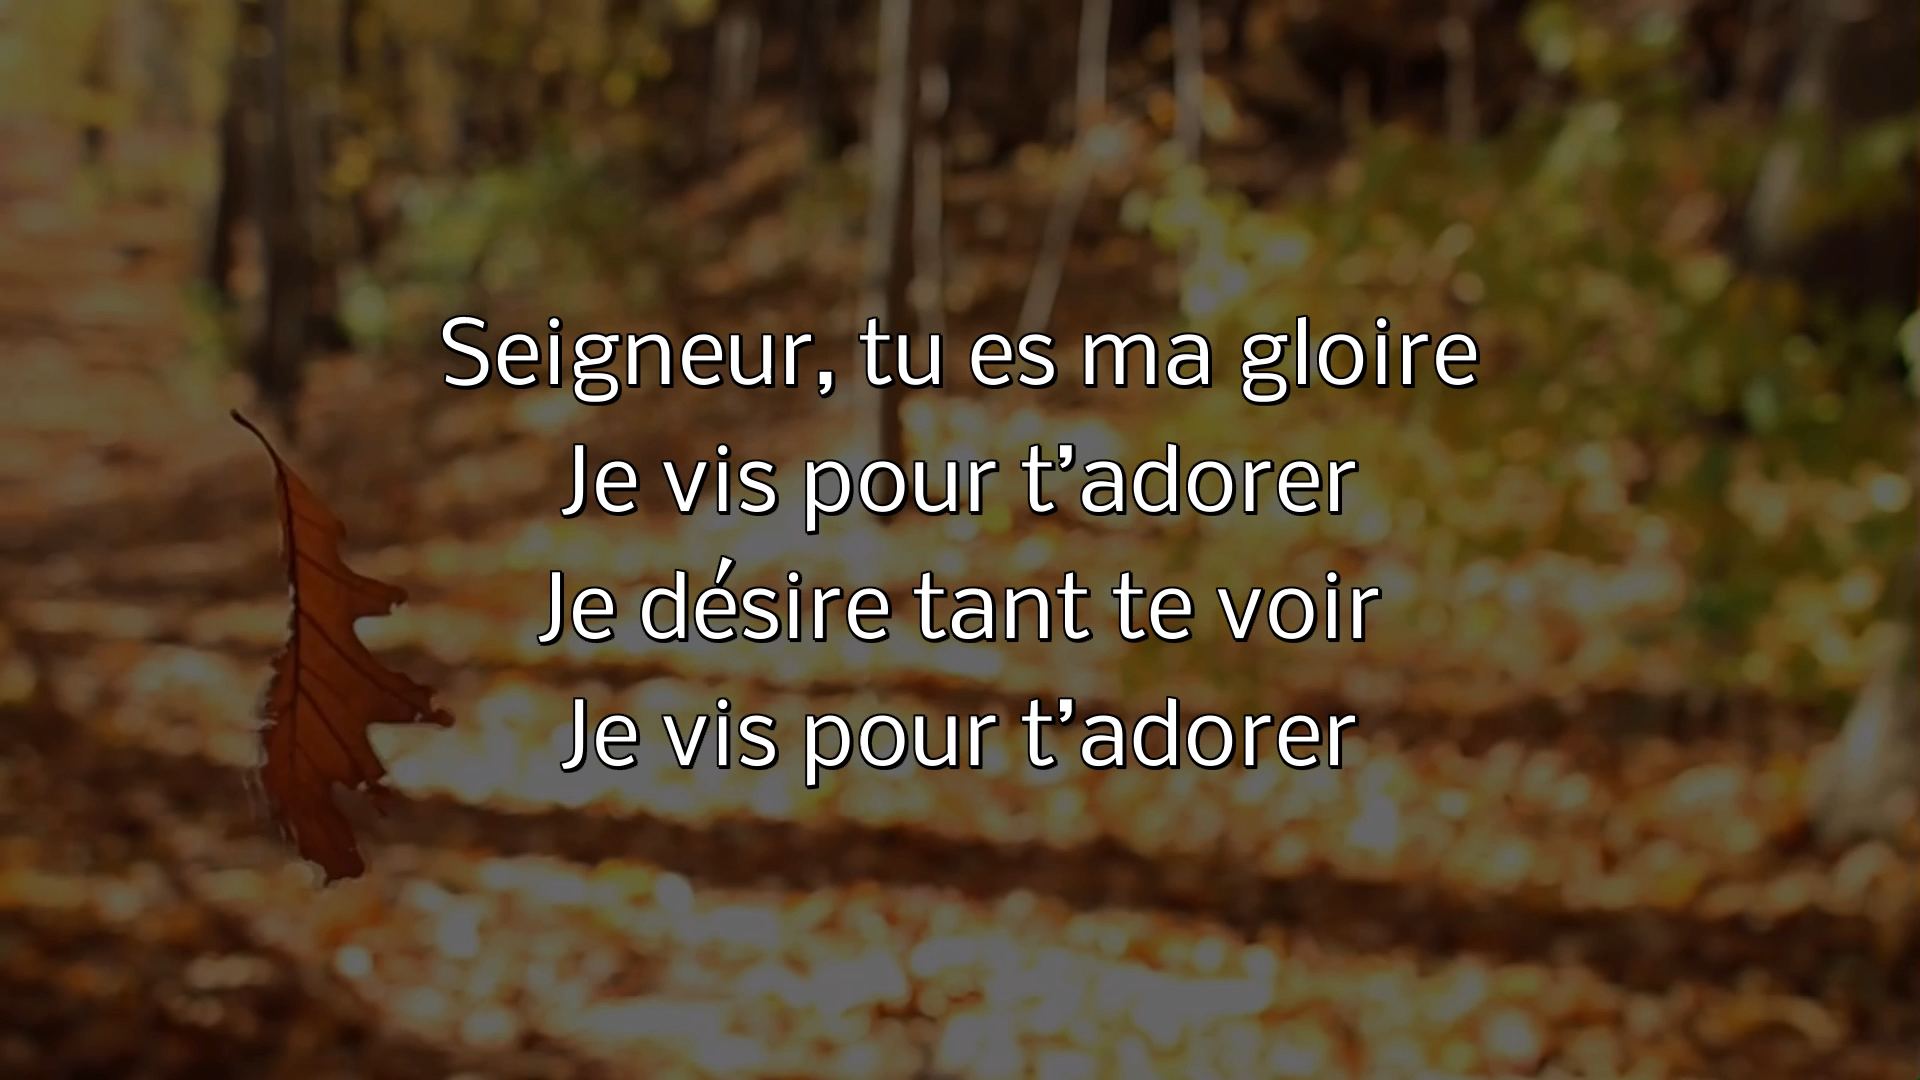 Seigneur, tu es ma gloire
Je vis pour t’adorer
Je désire tant te voir
Je vis pour t’adorer